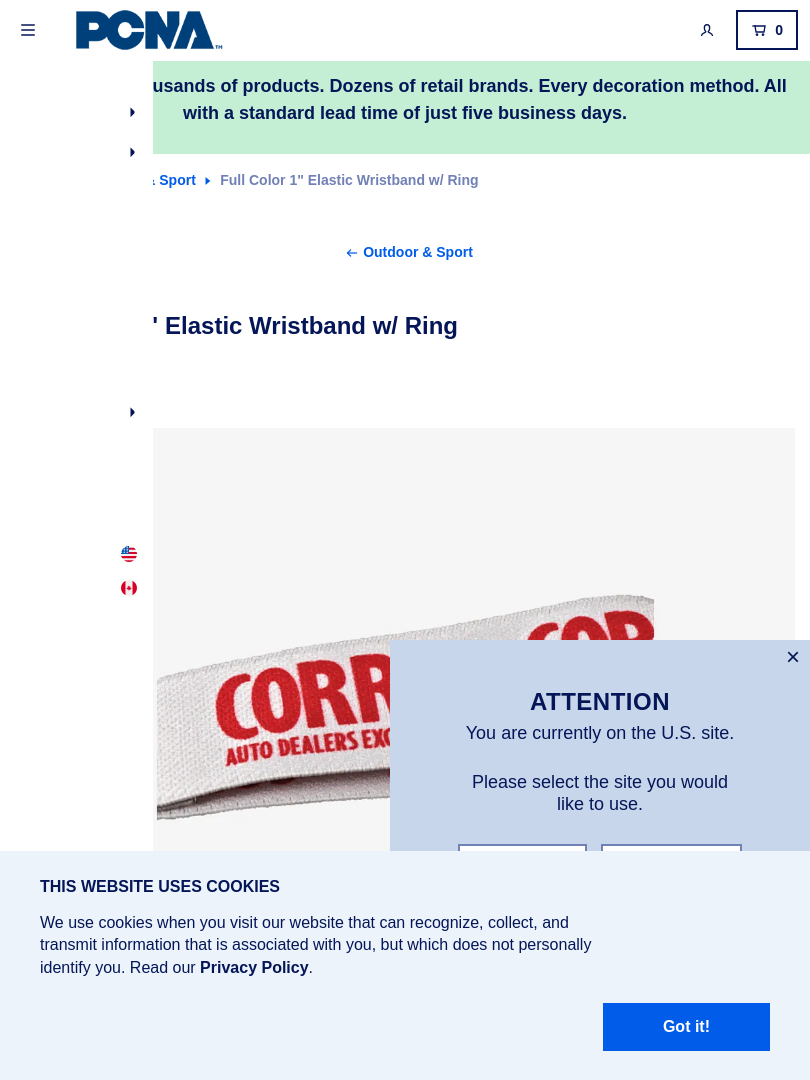 PCNA™
0
usands of products. Dozens of retail brands. Every decoration method. All
with a standard lead time of just five business days.
& Sport Full Color 1" Elastic Wristband w/ Ring
Outdoor & Sport
" Elastic Wristband w/ Ring
CORR
AUTO DEALERS EXC
ATTENTION
You are currently on the U.S. site.
Please select the site you would
like to use.
THIS WEBSITE USES COOKIES
We use cookies when you visit our website that can recognize, collect, and
transmit information that is associated with you, but which does not personally
identify you. Read our Privacy Policy.
Got it!